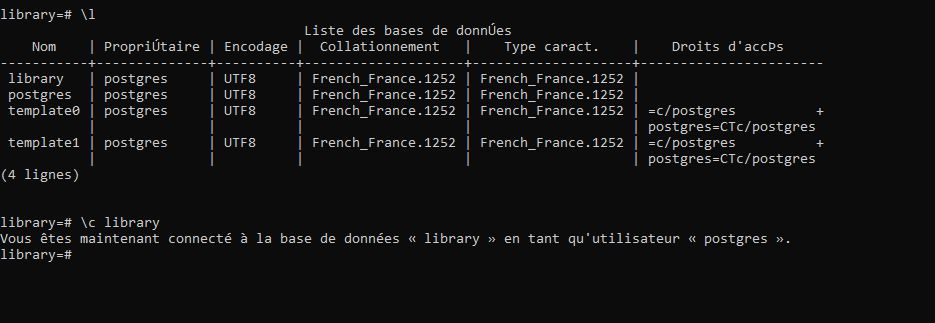 library=# \l
                                      Liste des bases de donnÚes
    Nom    | PropriÚtaire | Encodage |  Collationnement   |    Type caract.    |    Droits d'accÞs
-----------+--------------+----------+--------------------+--------------------+-----------------------
 library   | postgres     | UTF8     | French_France.1252 | French_France.1252 |
 postgres  | postgres     | UTF8     | French_France.1252 | French_France.1252 |
 template0 | postgres     | UTF8     | French_France.1252 | French_France.1252 | =c/postgres          +
           |              |          |                    |                    | postgres=CTc/postgres
 template1 | postgres     | UTF8     | French_France.1252 | French_France.1252 | =c/postgres          +
           |              |          |                    |                    | postgres=CTc/postgres
(4 lignes)
library=# \c library
Vous êtes maintenant connecté à la base de données « library » en tant qu'utilisateur « postgres ».
library=#